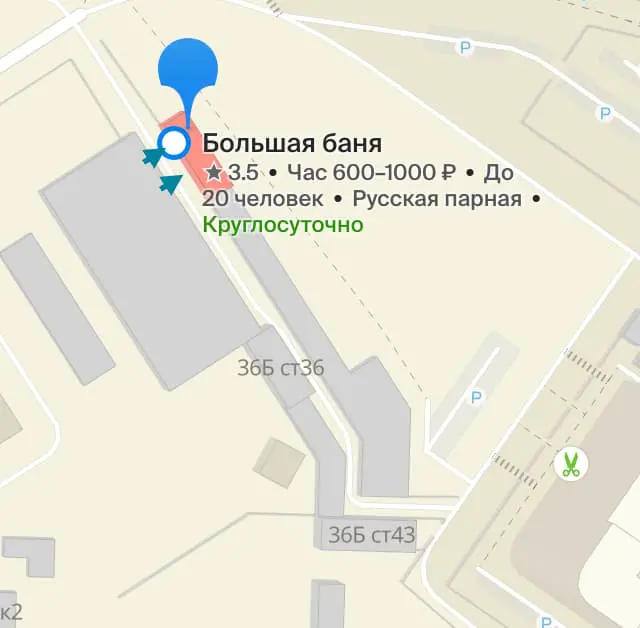 P
P
Большая баня
3.5 • Час 600–1000 ₽ • До
20 человек • Русская парная •
Круглосуточно
36Б ст36
P
36Б ст43
к2
P